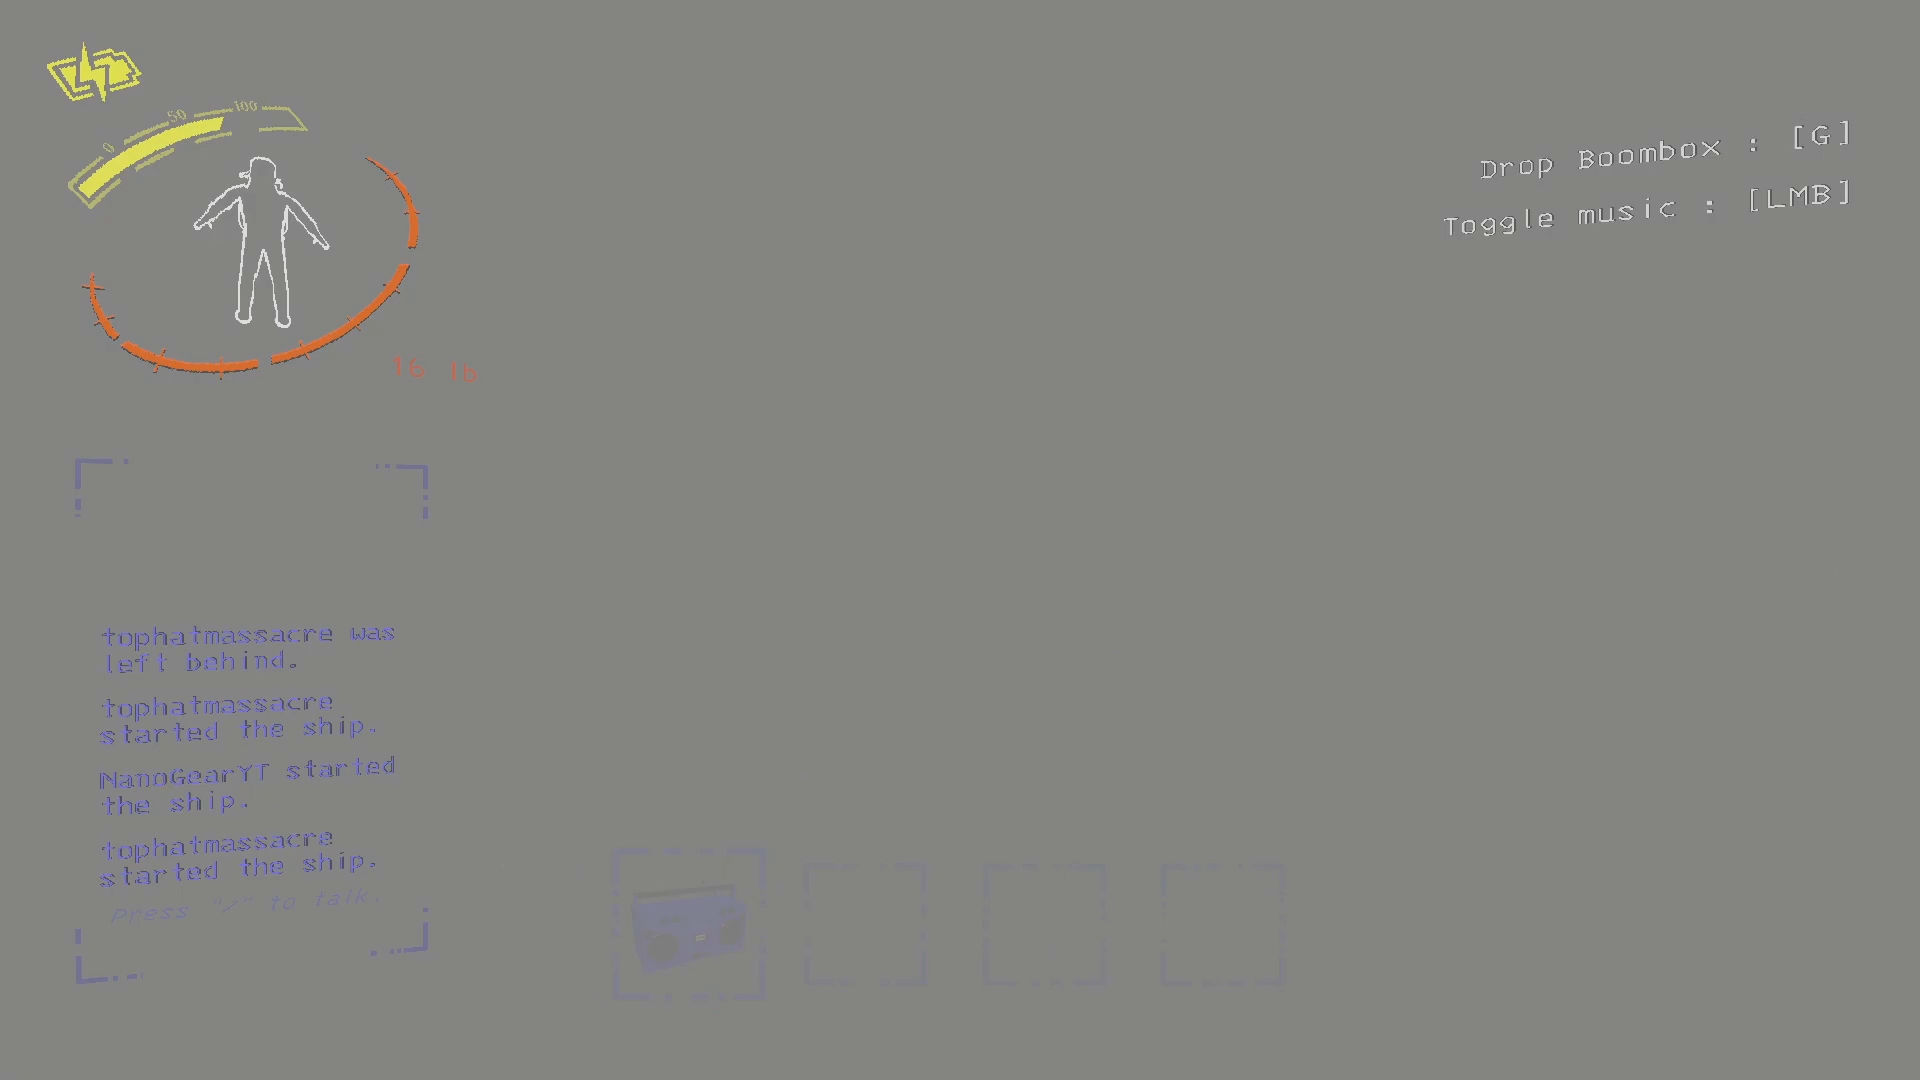 0 50 100
Drop Boombox : [G]
Toggle music : [LMB]
16 lb
tophatmassacre was
left behind.
tophatmassacre
started the ship.
NanoGearYT started
the ship.
tophatmassacre
started the ship.
Press "/" to talk.